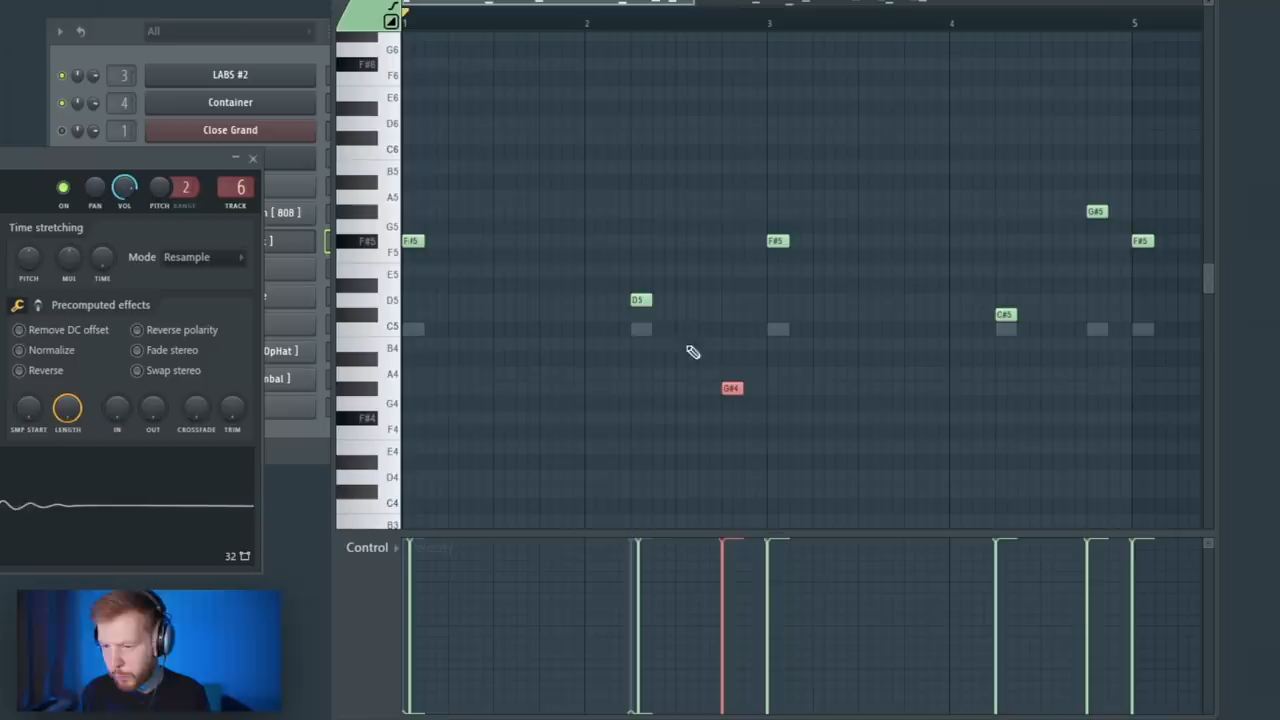 All
3 LABS #2
4 Container
1 Close Grand
[ 808 ]
]
OpHat ]
mbal ]
2
6
ON PAN VOL PITCH RANGE TRACK
Time stretching
PITCH MUL TIME
Mode Resample
Precomputed effects
Remove DC offset
Reverse polarity
Normalize
Fade stereo
Reverse
Swap stereo
SMP START LENGTH IN OUT CROSSFADE TRIM
32
1 2 3 4 5
G6
F#6
F6
E6
D6
C6
B5
A5
G5
F#5
F5
E5
D5
C5
B4
A4
G4
F#4
F4
E4
D4
C4
B3
G#5
F#5 F#5 F#5
D5
C#5
G#4
Control